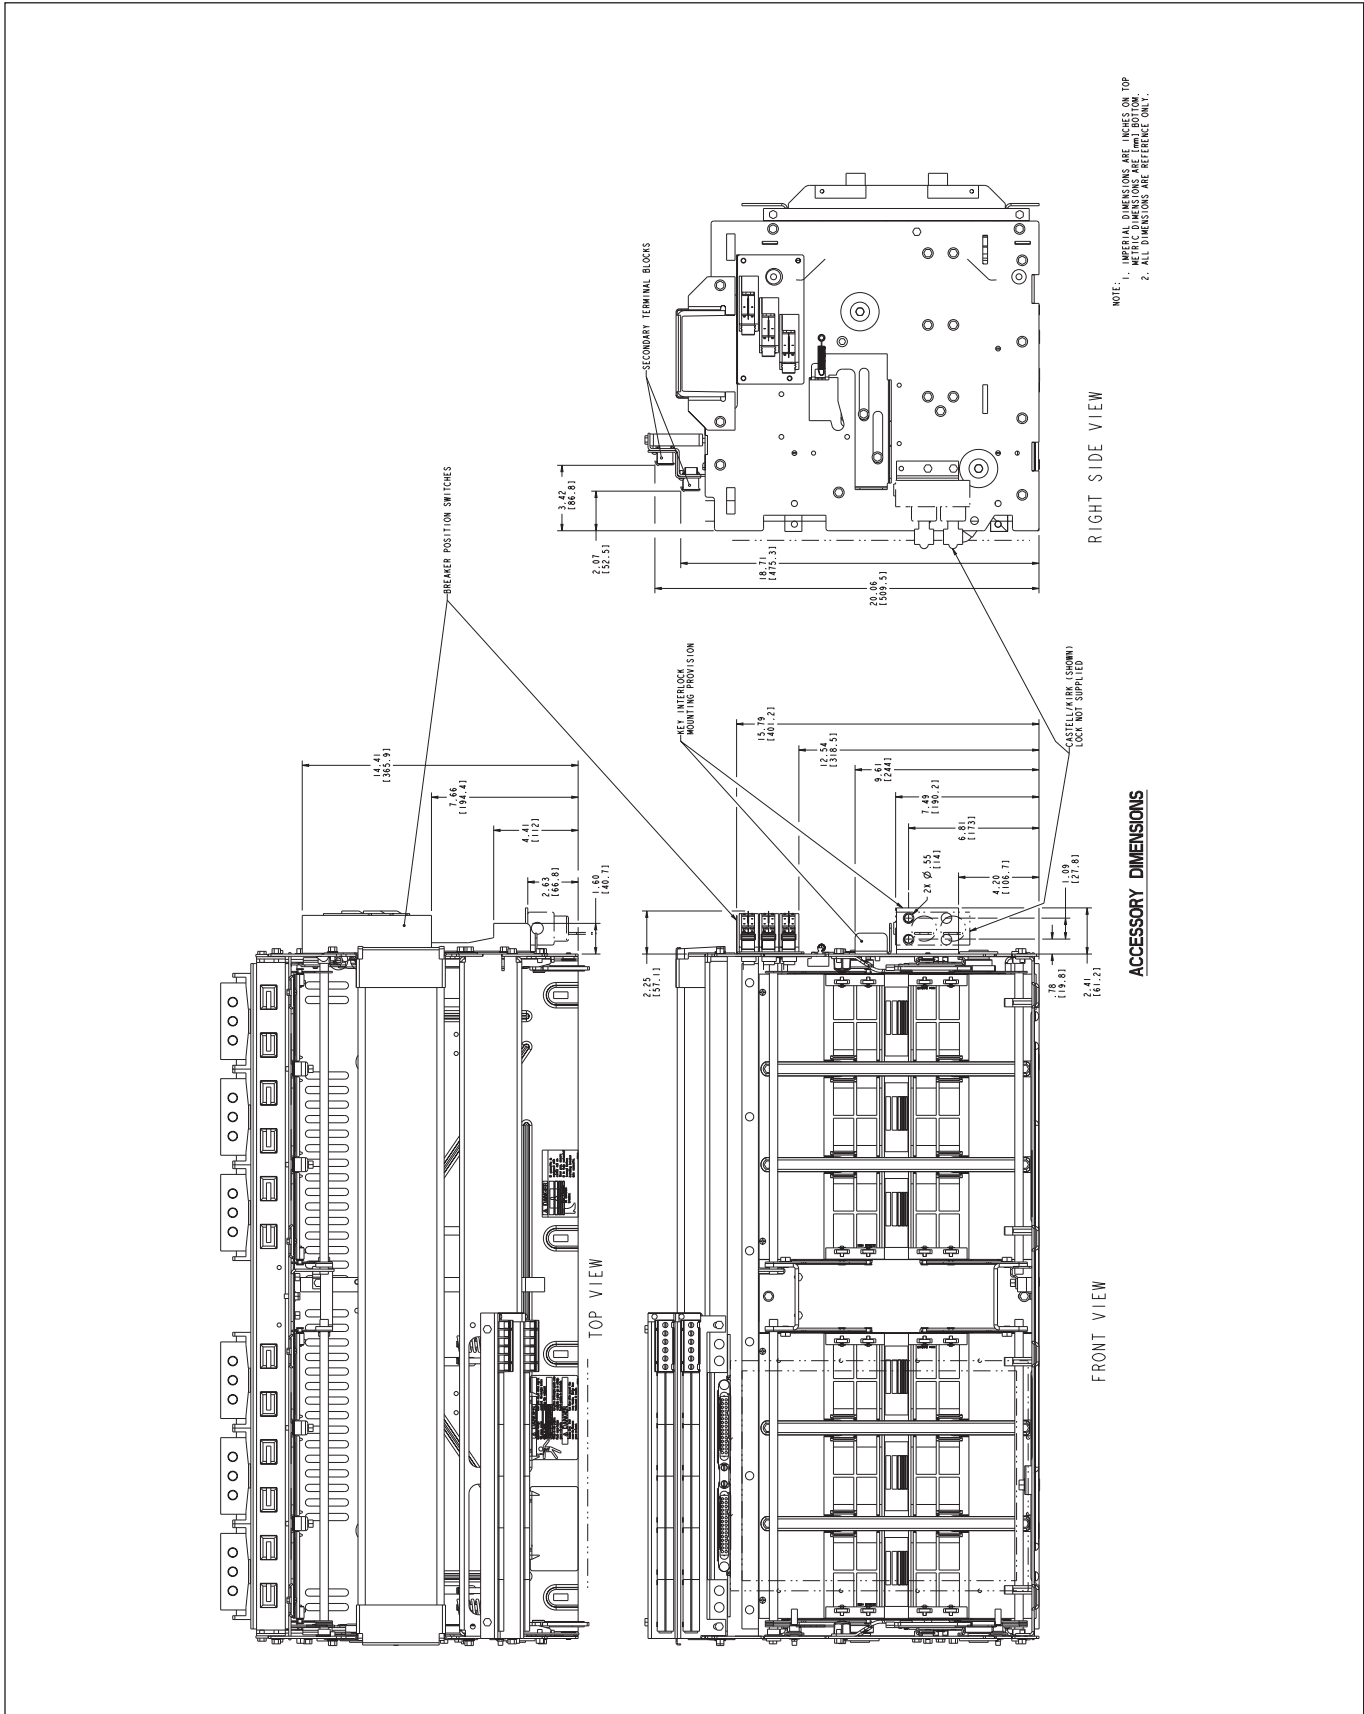 BREAKER POSITION SWITCHES
14.41
[365.9]
7.66
[194.4]
4.41
[112]
2.63
[66.8]
1.60
[40.7]
TOP VIEW
SECONDARY TERMINAL BLOCKS
3.42
[86.8]
2.07
[52.5]
18.71
[475.3]
20.06
[509.5]
RIGHT SIDE VIEW
NOTE:
1. IMPERIAL DIMENSIONS ARE INCHES ON TOP
METRIC DIMENSIONS ARE [mm] BOTTOM.
2. ALL DIMENSIONS ARE REFERENCE ONLY.
KEY INTERLOCK
MOUNTING PROVISION
2.25
[57.1]
15.79
[401.2]
12.54
[318.5]
9.61
[244]
7.49
[190.2]
6.81
[173]
2X Ø .55
[14]
4.20
[106.7]
1.09
[27.8]
.78
[19.8]
2.41
[61.2]
CASTELL/KIRK (SHOWN)
LOCK NOT SUPPLIED
FRONT VIEW
ACCESSORY DIMENSIONS